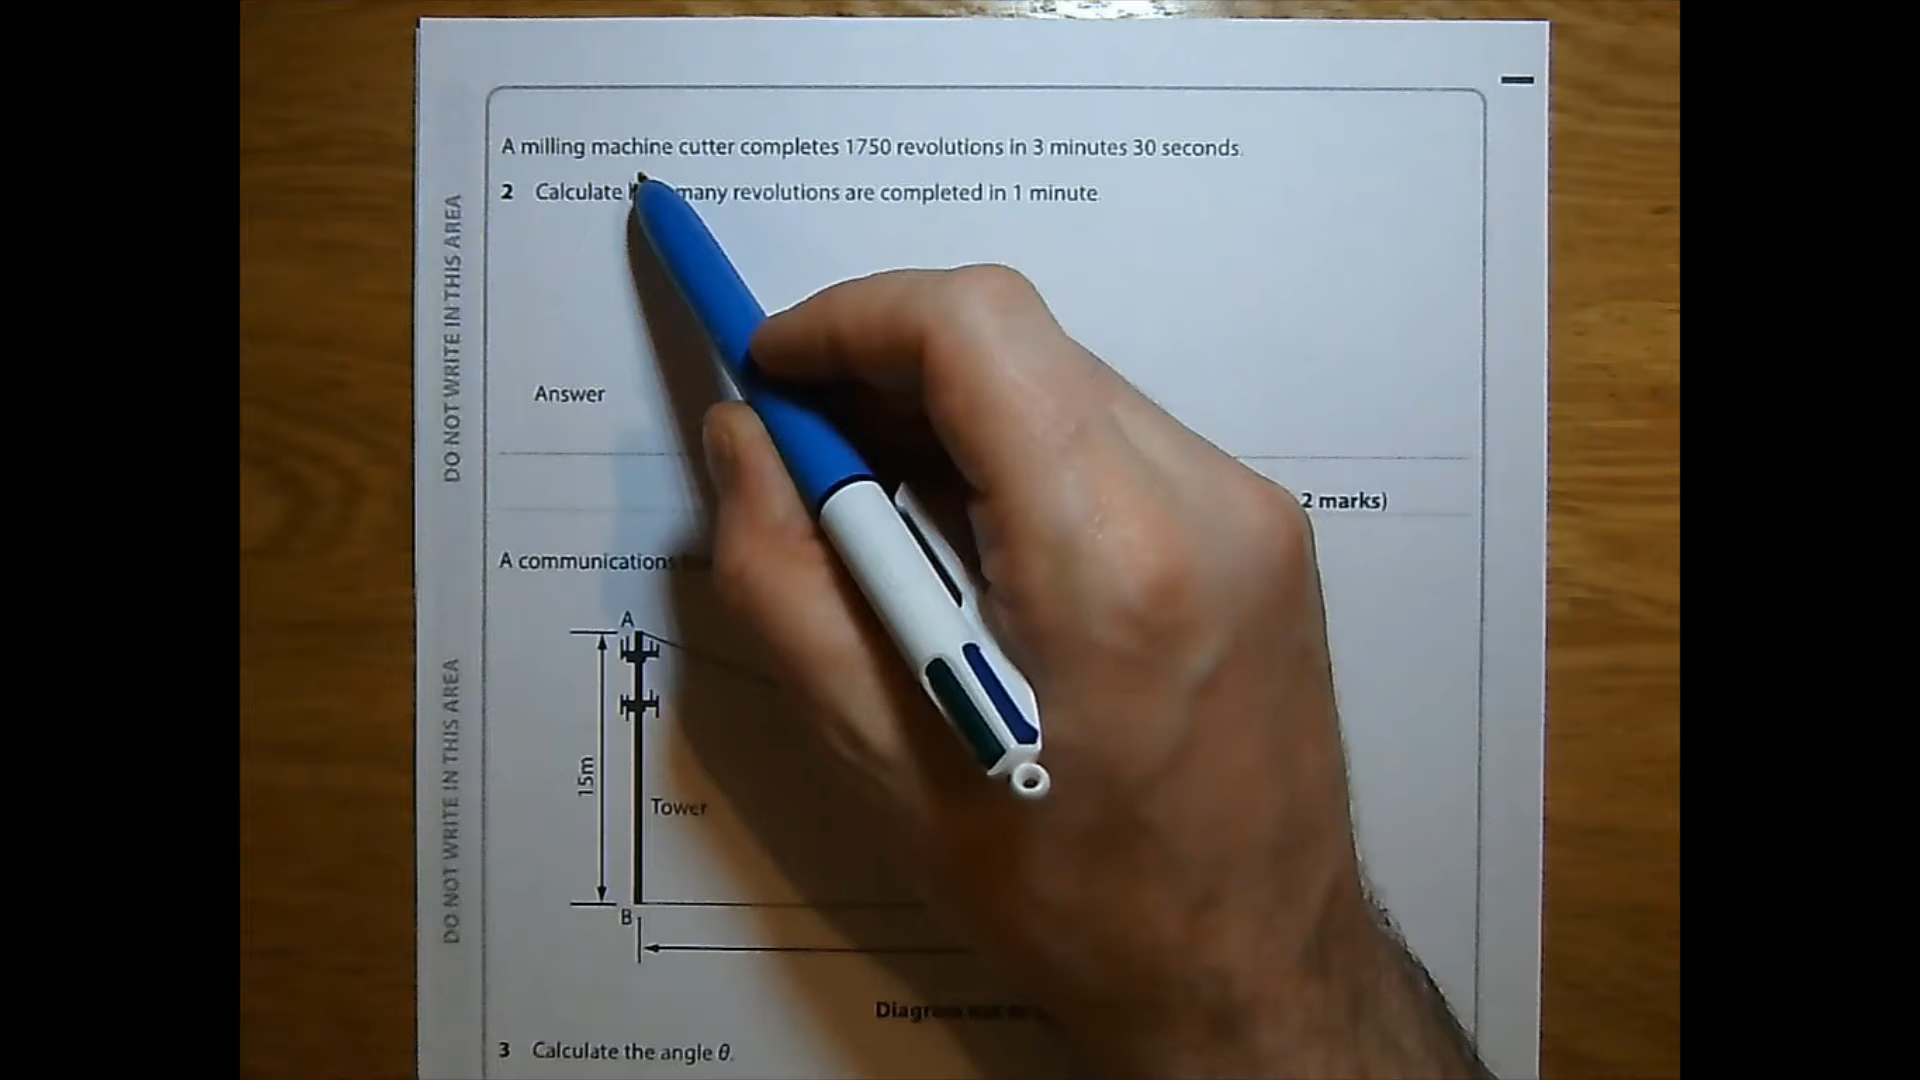 A milling machine cutter completes 1750 revolutions in 3 minutes 30 seconds.
2 Calculate many revolutions are completed in 1 minute
Answer
2 marks)
A communications
A
15m
Tower
B
Diagram
3 Calculate the angle θ.
DO NOT WRITE IN THIS AREA
DO NOT WRITE IN THIS AREA